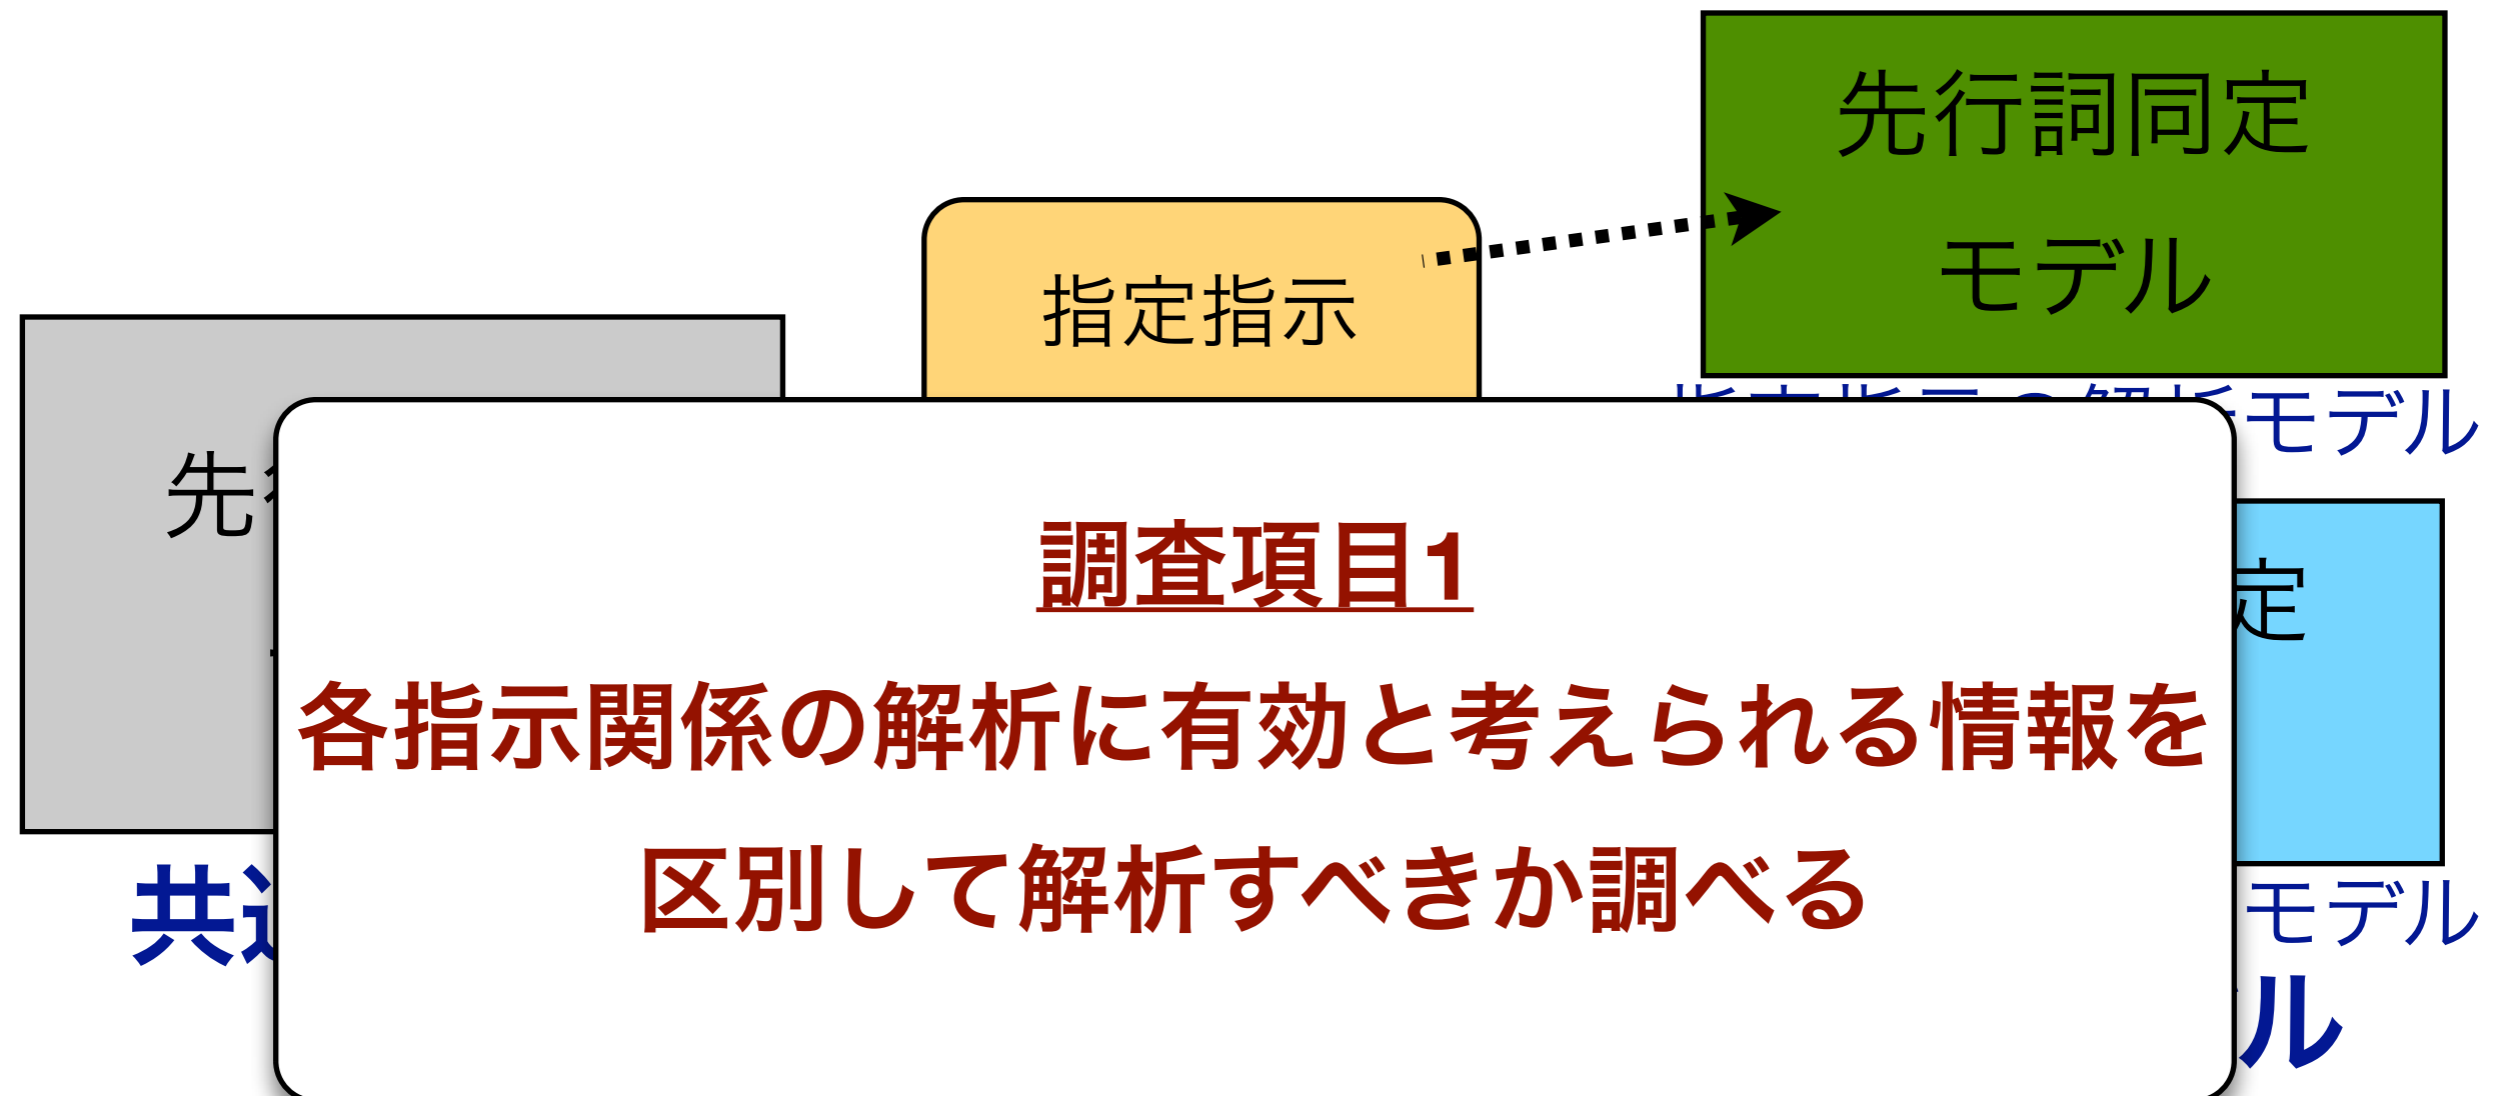 先行詞同定
モデル
指定指示
モデル
先
定
調査項目1
各指示関係の解析に有効と考えられる情報を
区別して解析すべきか調べる
共通
モデル
ル